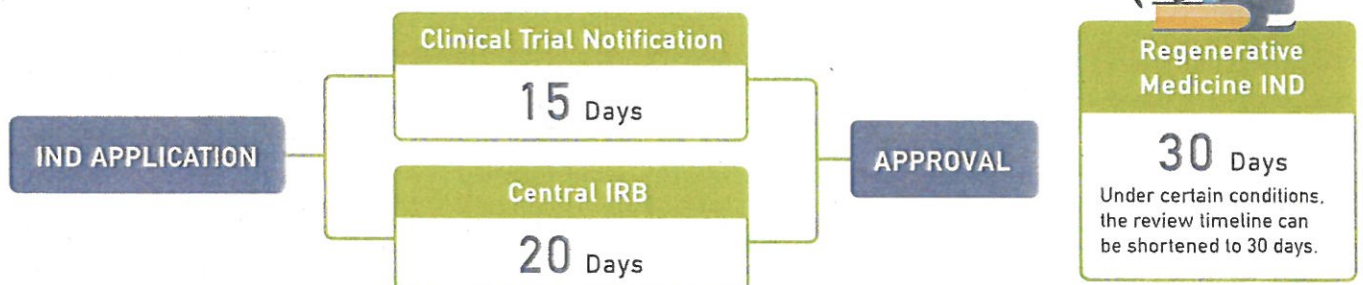 IND APPLICATION
Clinical Trial Notification
15 Days
Central IRB
20 Days
APPROVAL
Regenerative
Medicine IND
30 Days
Under certain conditions,
the review timeline can
be shortened to 30 days.